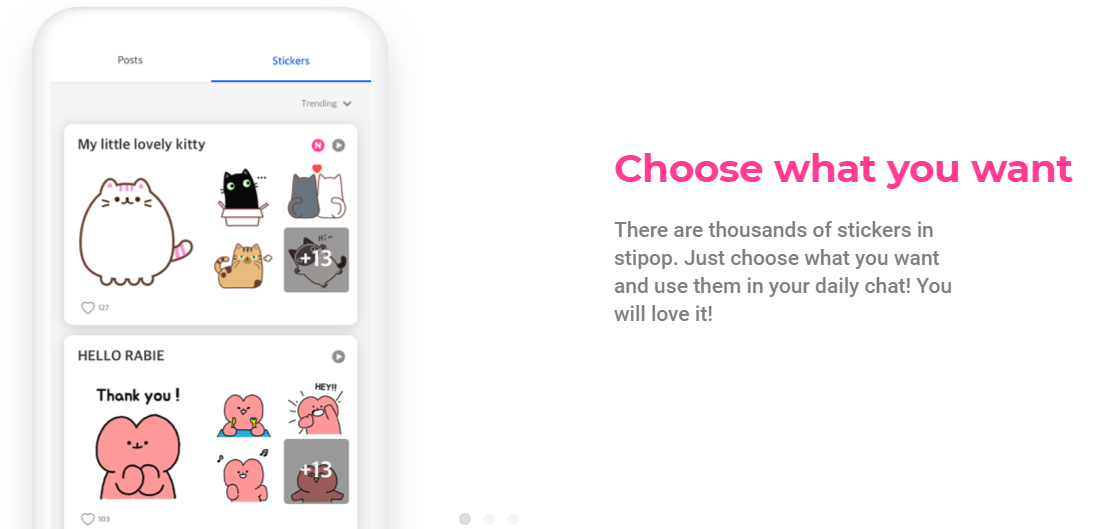 Posts
Stickers
Trending
My little lovely kitty
N
...
Hi~
+13
127
HELLO RABIE
Thank you !
HEY!!
+13
103
Choose what you want
There are thousands of stickers in
stipop. Just choose what you want
and use them in your daily chat! You
will love it!